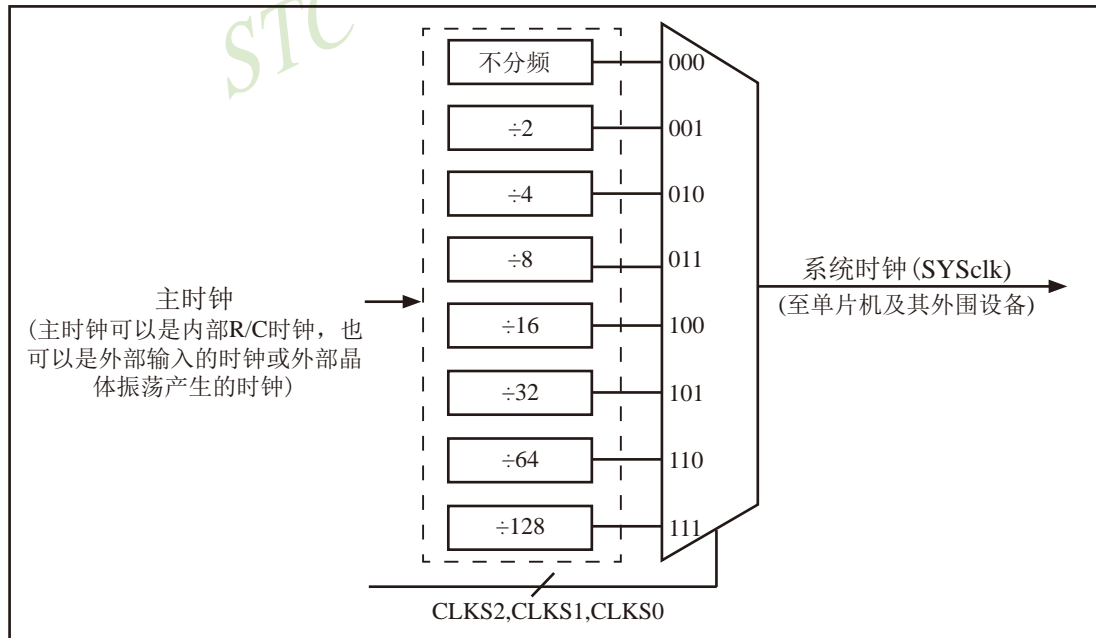 STC
不分频
000
÷2
001
÷4
010
÷8
011
÷16
100
÷32
101
÷64
110
÷128
111
主时钟
(主时钟可以是内部R/C时钟，也
可以是外部输入的时钟或外部晶
体振荡产生的时钟)
系统时钟(SYSclk)
(至单片机及其外围设备)
CLKS2,CLKS1,CLKS0